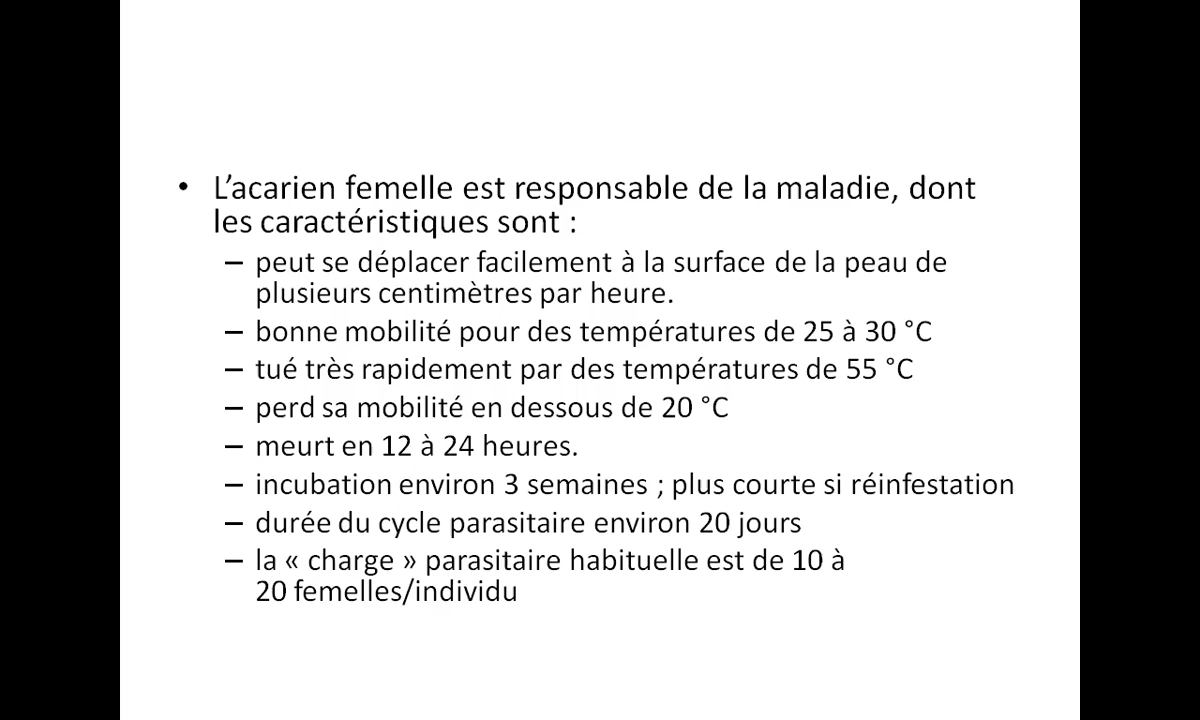 • L’acarien femelle est responsable de la maladie, dont
les caractéristiques sont :
– peut se déplacer facilement à la surface de la peau de
plusieurs centimètres par heure.
– bonne mobilité pour des températures de 25 à 30 °C
– tué très rapidement par des températures de 55 °C
– perd sa mobilité en dessous de 20 °C
– meurt en 12 à 24 heures.
– incubation environ 3 semaines ; plus courte si réinfestation
– durée du cycle parasitaire environ 20 jours
– la « charge » parasitaire habituelle est de 10 à
20 femelles/individu